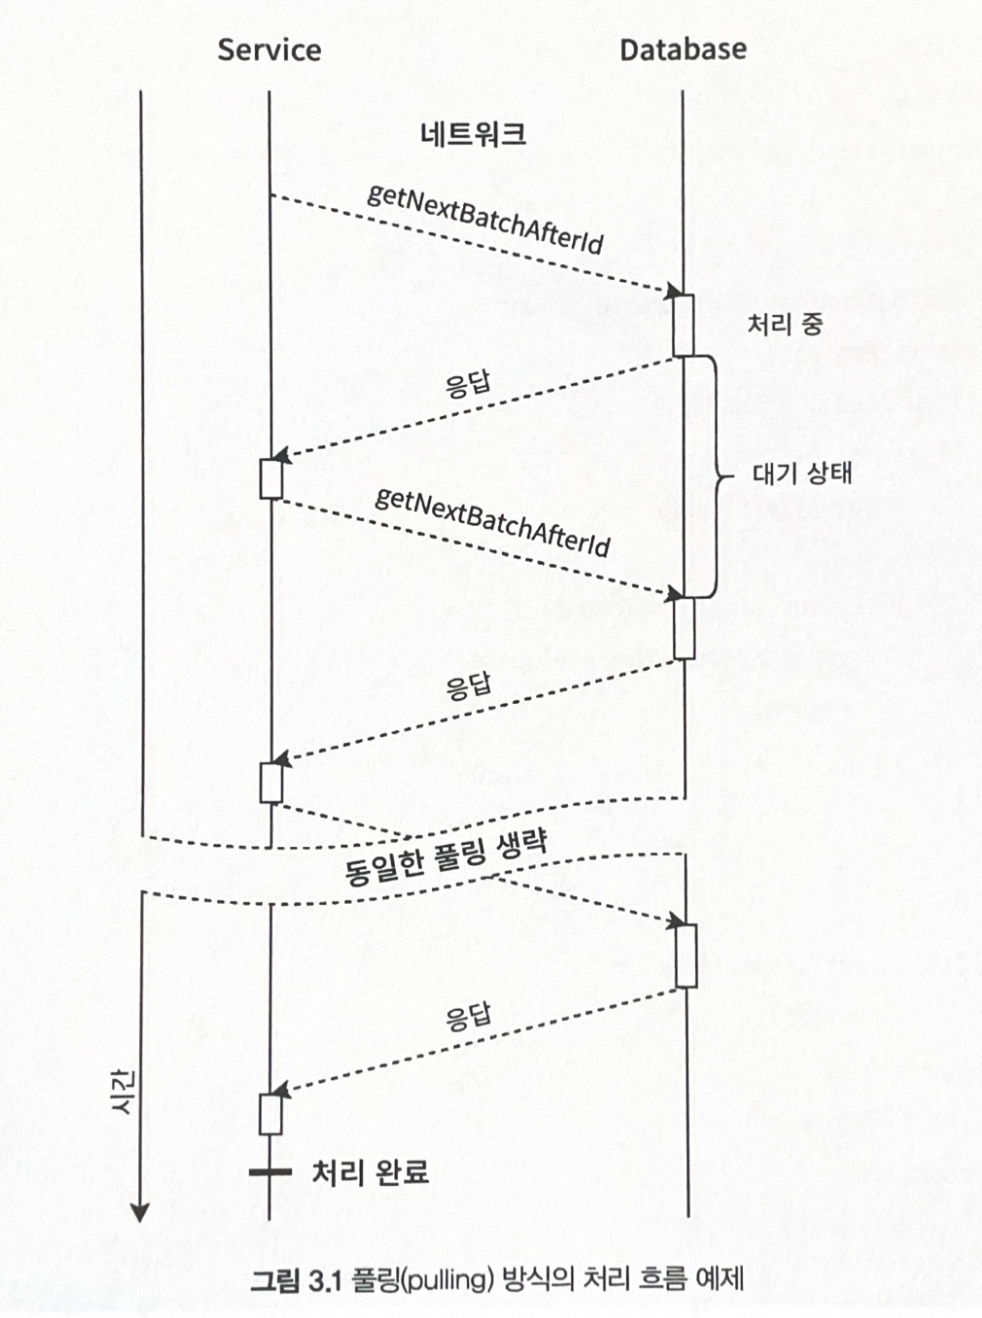 Service
Database
네트워크
getNextBatchAfterId
처리 중
응답
대기 상태
getNextBatchAfterId
응답
동일한 풀링 생략
응답
시간
처리 완료
그림 3.1 풀링(pulling) 방식의 처리 흐름 예제